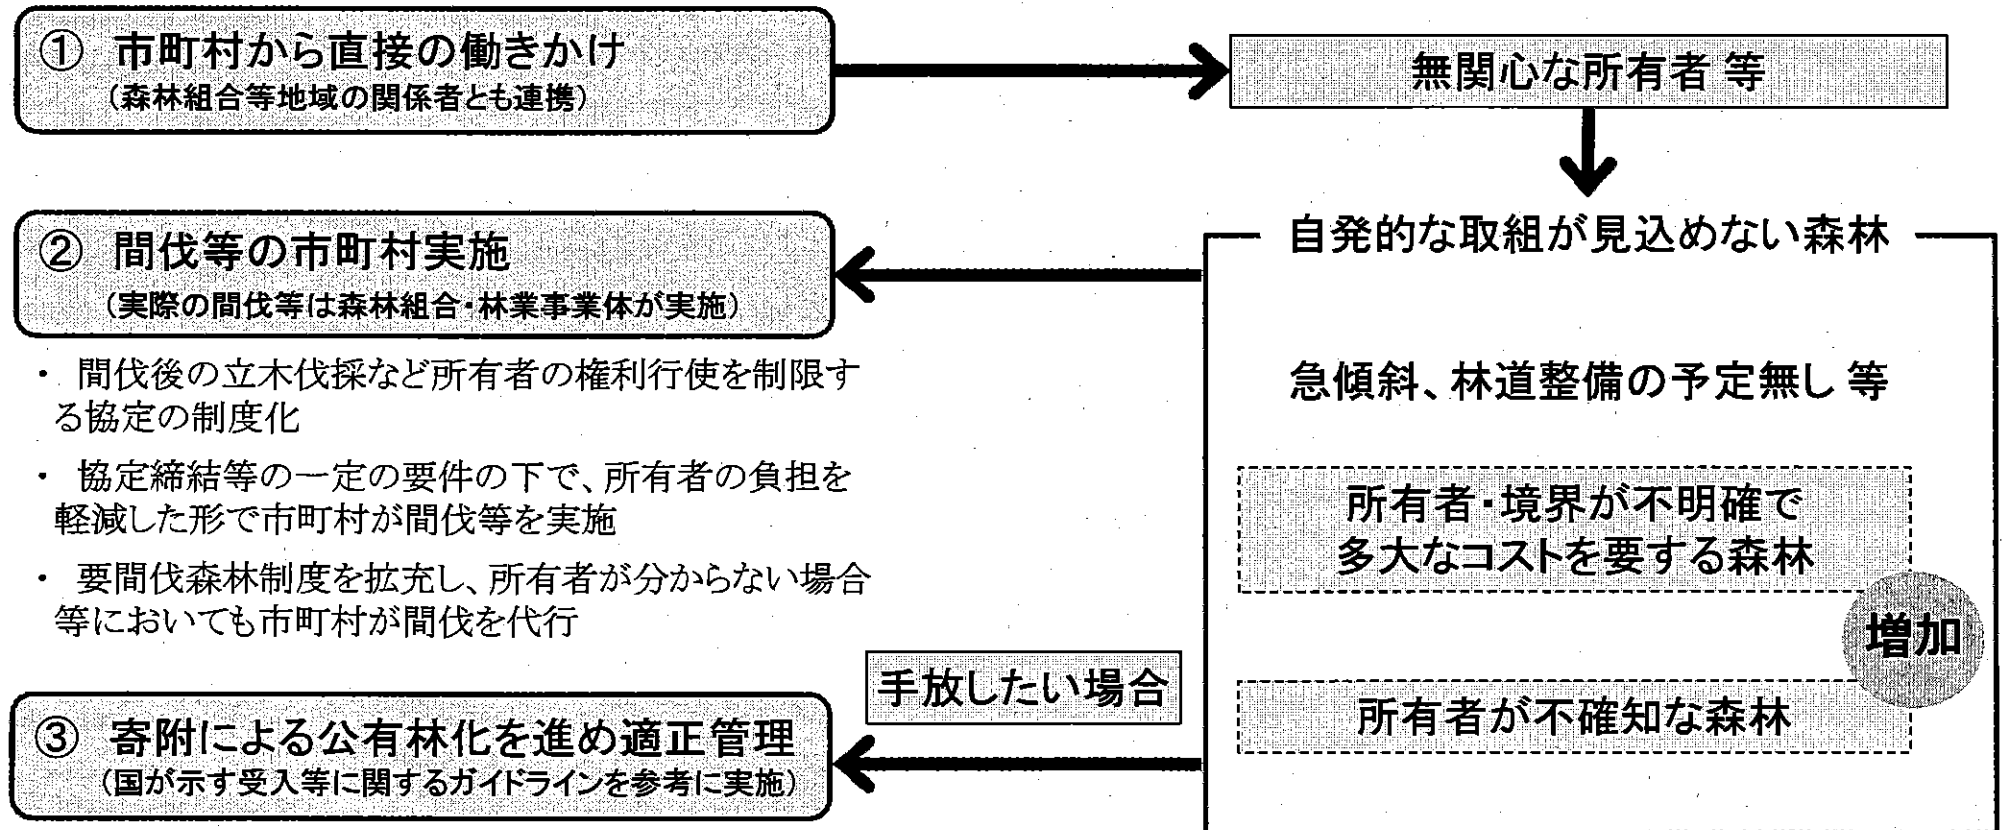 ① 市町村から直接の働きかけ
（森林組合等地域の関係者とも連携）
無関心な所有者 等
② 間伐等の市町村実施
（実際の間伐等は森林組合・林業事業体が実施）
・ 間伐後の立木伐採など所有者の権利行使を制限す
る協定の制度化
・ 協定締結等の一定の要件の下で、所有者の負担を
軽減した形で市町村が間伐等を実施
・ 要間伐森林制度を拡充し、所有者が分からない場合
等においても市町村が間伐を代行
自発的な取組が見込めない森林
急傾斜、林道整備の予定無し 等
所有者・境界が不明確で
多大なコストを要する森林
増加
所有者が不確知な森林
手放したい場合
③ 寄附による公有林化を進め適正管理
（国が示す受入等に関するガイドラインを参考に実施）